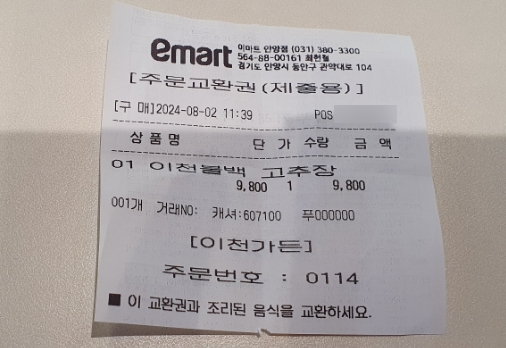 emart 이마트 안양점 (031) 380-3300
564-88-00161 최현철
경기도 안양시 동안구 관악대로 104
[주문교환권(제출용)]
[구 매]2024-08-02 11:39 POS
상품명 단 가 수량 금 액
01 이천불백 고추장
9,800 1 9,800
001개 거래NO: 캐셔:607100 푸000000
[이천가든]
주문번호 : 0114
■ 이 교환권과 조리된 음식을 교환하세요.